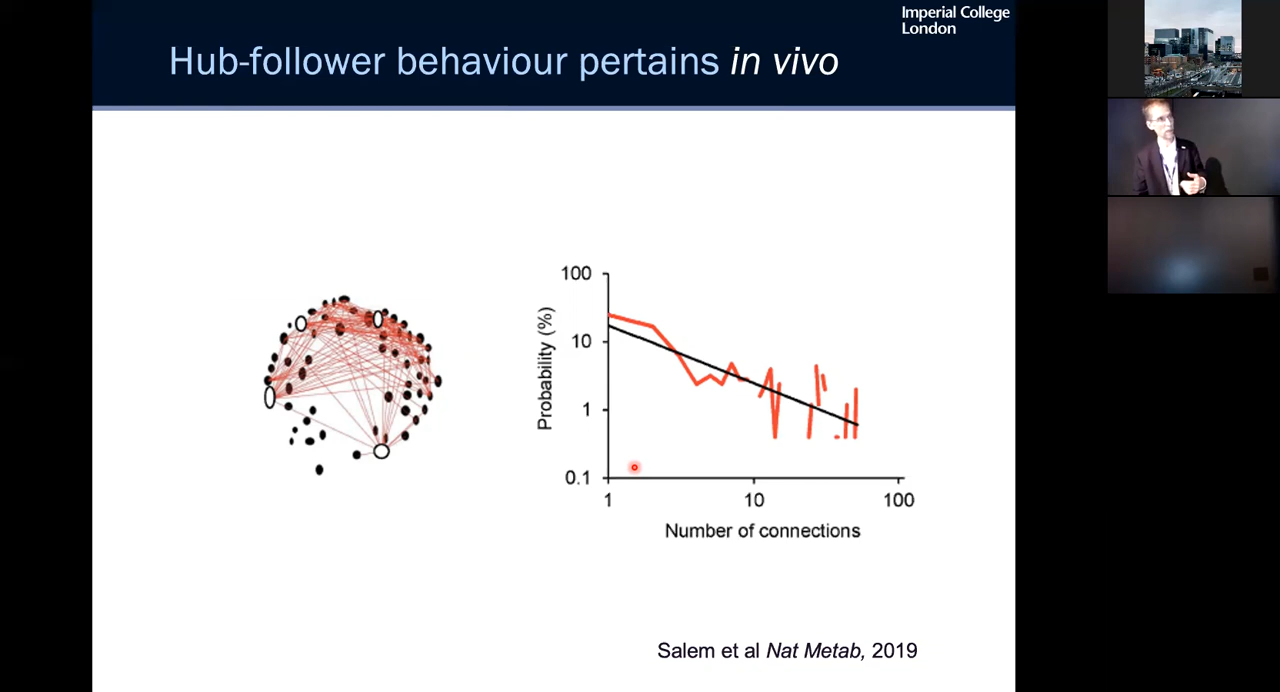 Imperial College
London
Hub-follower behaviour pertains in vivo
100
10
1
0.1
Probability (%)
1
10
100
Number of connections
Salem et al Nat Metab, 2019